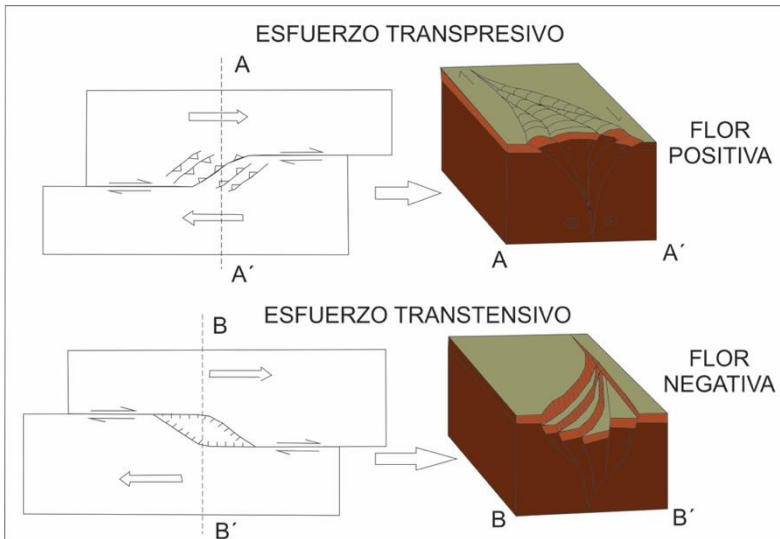 ESFUERZO TRANSPRESIVO
A
A´
FLOR
POSITIVA
A
A´
ESFUERZO TRANSTENSIVO
B
B´
FLOR
NEGATIVA
B
B´